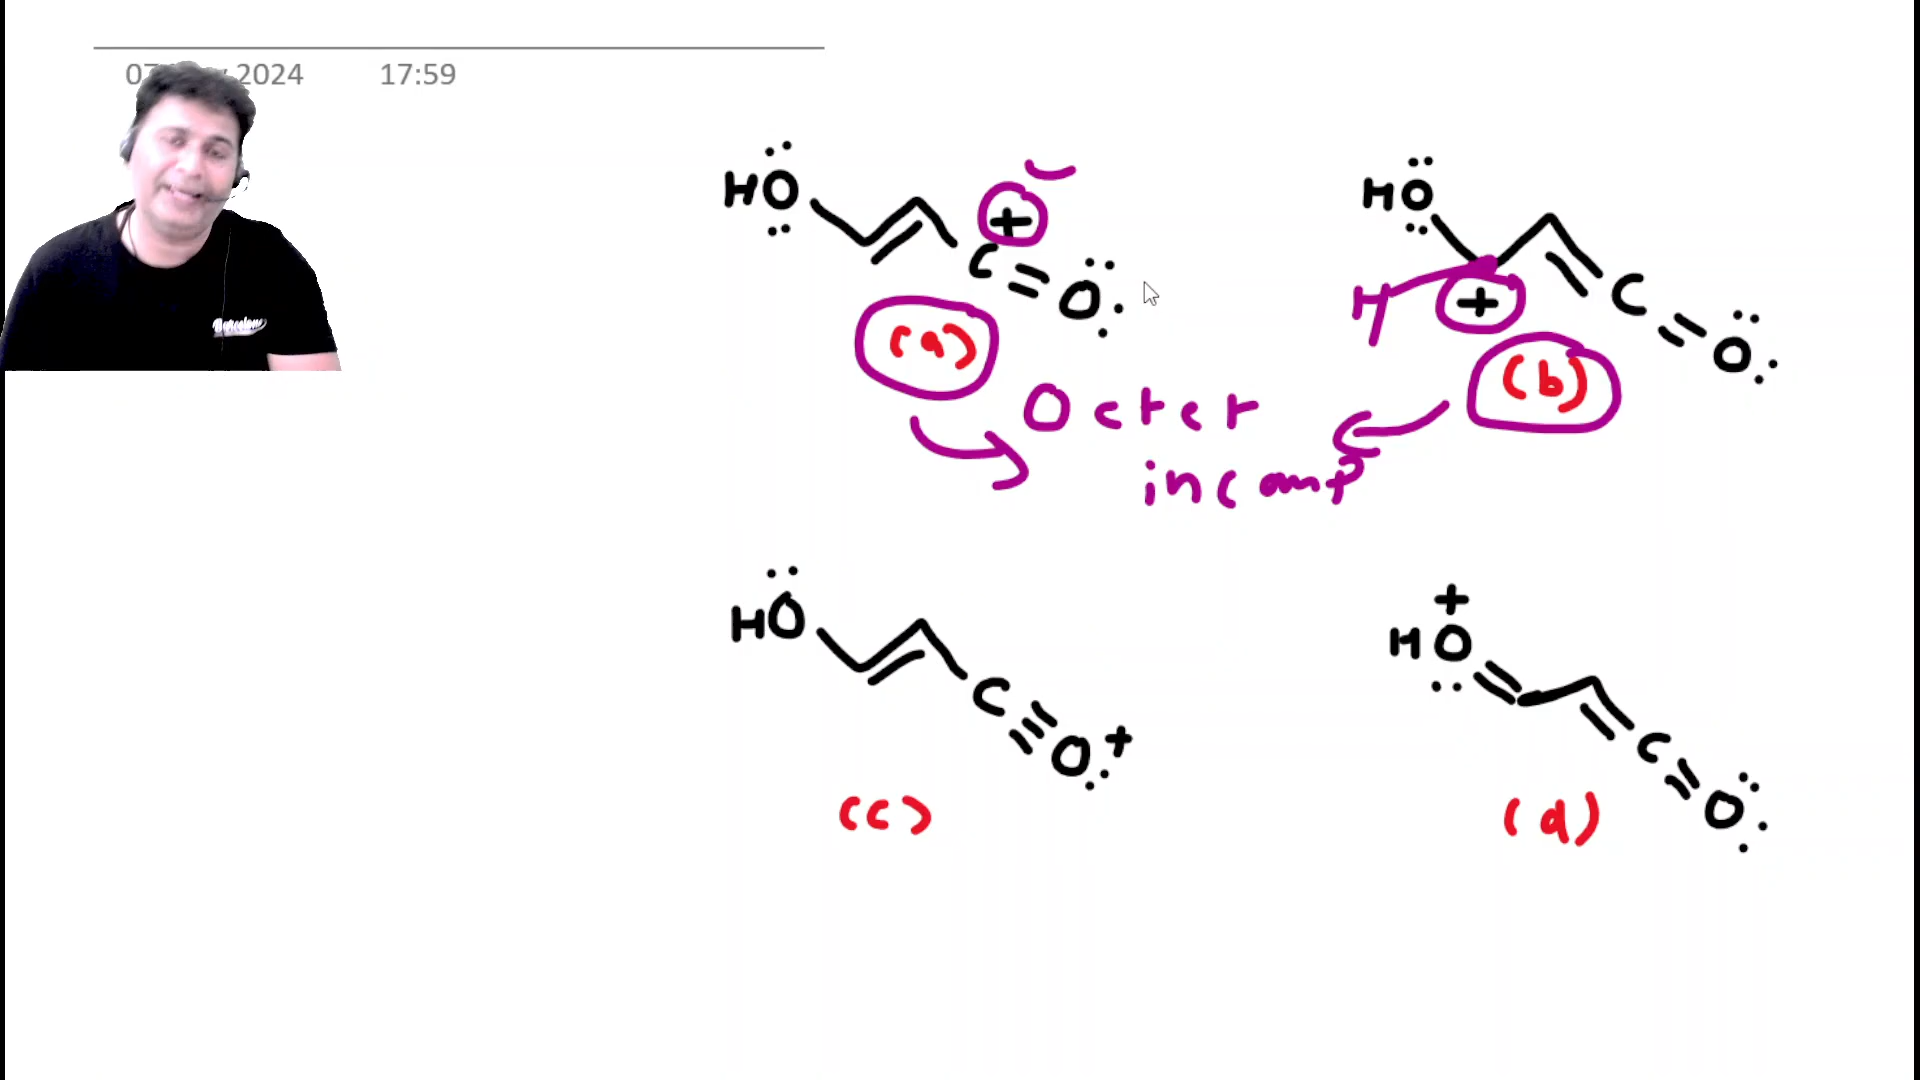 2024 17:59
HO + C=O
(a)
HO H + C=O
(b)
Octet
incomp
HO C≡O+
(c)
+
HO C=O
(d)